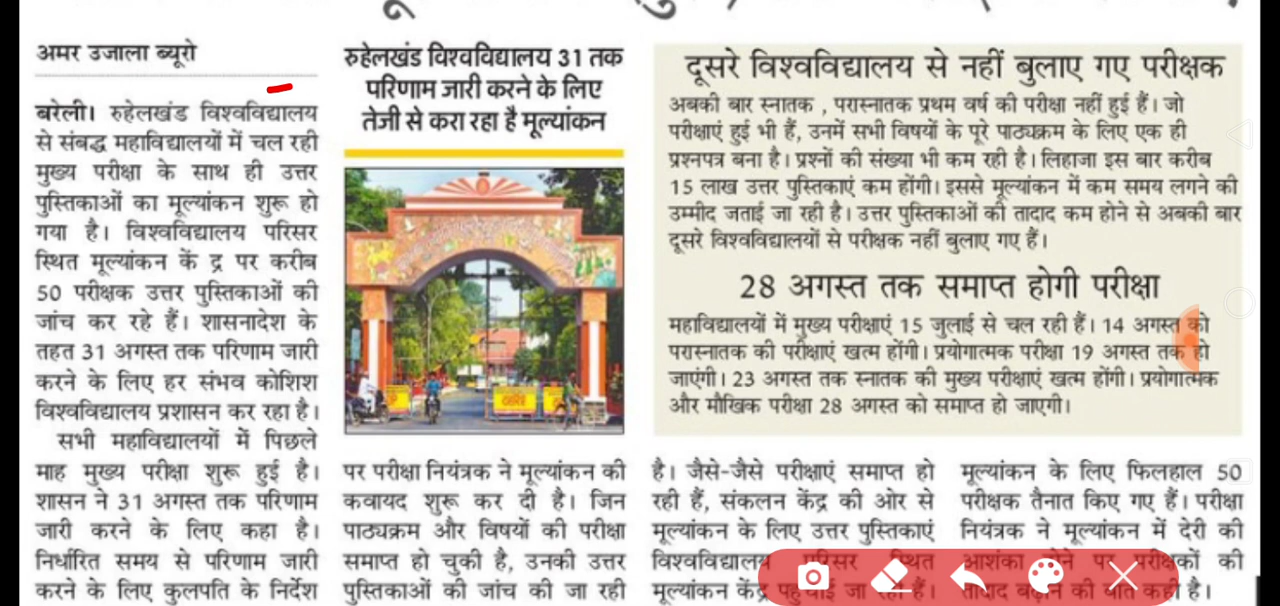 अमर उजाला ब्यूरो
बरेली। रुहेलखंड विश्वविद्यालय
से संबद्ध महाविद्यालयों में चल रही
मुख्य परीक्षा के साथ ही उत्तर
पुस्तिकाओं का मूल्यांकन शुरू हो
गया है। विश्वविद्यालय परिसर
स्थित मूल्यांकन कें द्र पर करीब
50 परीक्षक उत्तर पुस्तिकाओं की
जांच कर रहे हैं। शासनादेश के
तहत 31 अगस्त तक परिणाम जारी
करने के लिए हर संभव कोशिश
विश्वविद्यालय प्रशासन कर रहा है।
सभी महाविद्यालयों में पिछले
माह मुख्य परीक्षा शुरू हुई है।
शासन ने 31 अगस्त तक परिणाम
जारी करने के लिए कहा है।
निर्धारित समय से परिणाम जारी
करने के लिए कुलपति के निर्देश
रुहेलखंड विश्वविद्यालय 31 तक
परिणाम जारी करने के लिए
तेजी से करा रहा है मूल्यांकन
पर परीक्षा नियंत्रक ने मूल्यांकन की
कवायद शुरू कर दी है। जिन
पाठ्यक्रम और विषयों की परीक्षा
समाप्त हो चुकी है, उनकी उत्तर
पुस्तिकाओं की जांच की जा रही
दूसरे विश्वविद्यालय से नहीं बुलाए गए परीक्षक
अबकी बार स्नातक , परास्नातक प्रथम वर्ष की परीक्षा नहीं हुई हैं। जो
परीक्षाएं हुई भी हैं, उनमें सभी विषयों के पूरे पाठ्यक्रम के लिए एक ही
प्रश्नपत्र बना है। प्रश्नों की संख्या भी कम रही है। लिहाजा इस बार करीब
15 लाख उत्तर पुस्तिकाएं कम होंगी। इससे मूल्यांकन में कम समय लगने की
उम्मीद जताई जा रही है। उत्तर पुस्तिकाओं की तादाद कम होने से अबकी बार
दूसरे विश्वविद्यालयों से परीक्षक नहीं बुलाए गए हैं।
28 अगस्त तक समाप्त होगी परीक्षा
महाविद्यालयों में मुख्य परीक्षाएं 15 जुलाई से चल रही हैं। 14 अगस्त को
परास्नातक की परीक्षाएं खत्म होंगी। प्रयोगात्मक परीक्षा 19 अगस्त तक हो
जाएंगी। 23 अगस्त तक स्नातक की मुख्य परीक्षाएं खत्म होंगी। प्रयोगात्मक
और मौखिक परीक्षा 28 अगस्त को समाप्त हो जाएगी।
है। जैसे-जैसे परीक्षाएं समाप्त हो
रही हैं, संकलन केंद्र की ओर से
मूल्यांकन के लिए उत्तर पुस्तिकाएं
विश्वविद्यालय परिसर स्थित
मूल्यांकन केंद्र पहुंचाई जा रही हैं।
मूल्यांकन के लिए फिलहाल 50
परीक्षक तैनात किए गए हैं। परीक्षा
नियंत्रक ने मूल्यांकन में देरी की
आशंका होने पर परीक्षकों की
तादाद बढ़ाने की बात कही है।